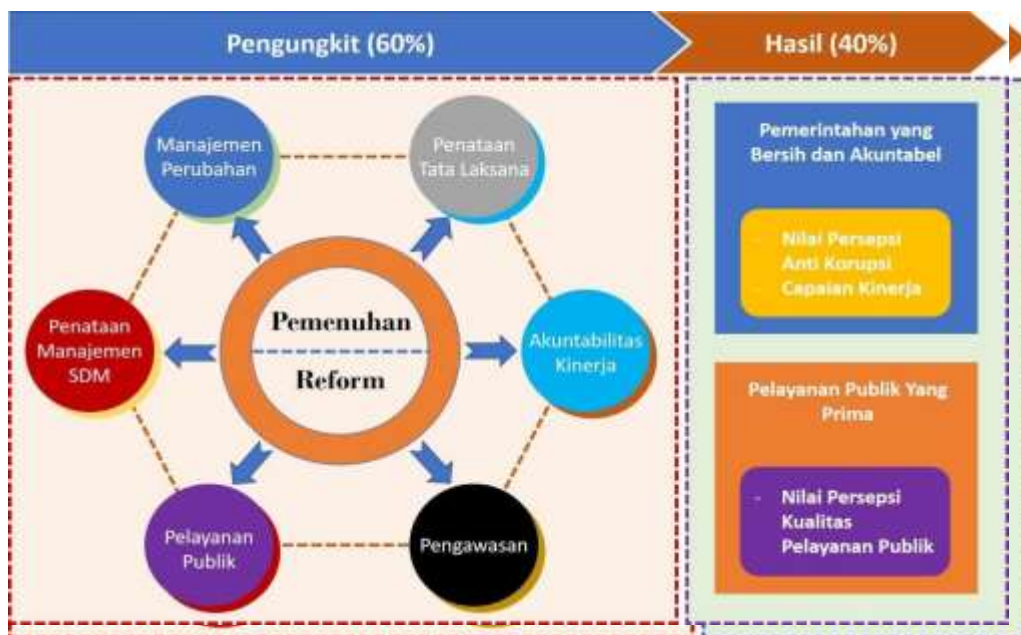 Pengungkit (60%)
Hasil (40%)
Manajemen
Perubahan
Penataan
Tata Laksana
Penataan
Manajemen
SDM
Pemenuhan
Reform
Akuntabilitas
Kinerja
Pelayanan
Publik
Pengawasan
Pemerintahan yang
Bersih dan Akuntabel
- Nilai Persepsi
Anti Korupsi
- Capaian Kinerja
Pelayanan Publik Yang
Prima
- Nilai Persepsi
Kualitas
Pelayanan Publik